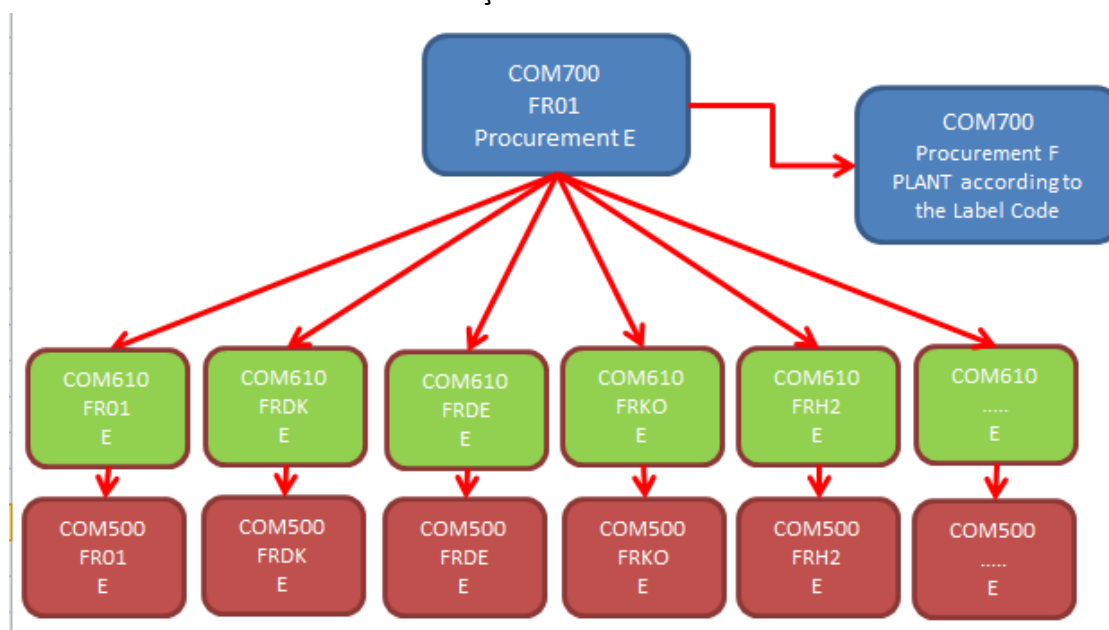 COM700
FR01
Procurement E
COM700
Procurement F
PLANT according to
the Label Code
COM610
FR01
E
COM610
FRDK
E
COM610
FRDE
E
COM610
FRKO
E
COM610
FRH2
E
COM610
.....
E
COM500
FR01
E
COM500
FRDK
E
COM500
FRDE
E
COM500
FRKO
E
COM500
FRH2
E
COM500
.....
E